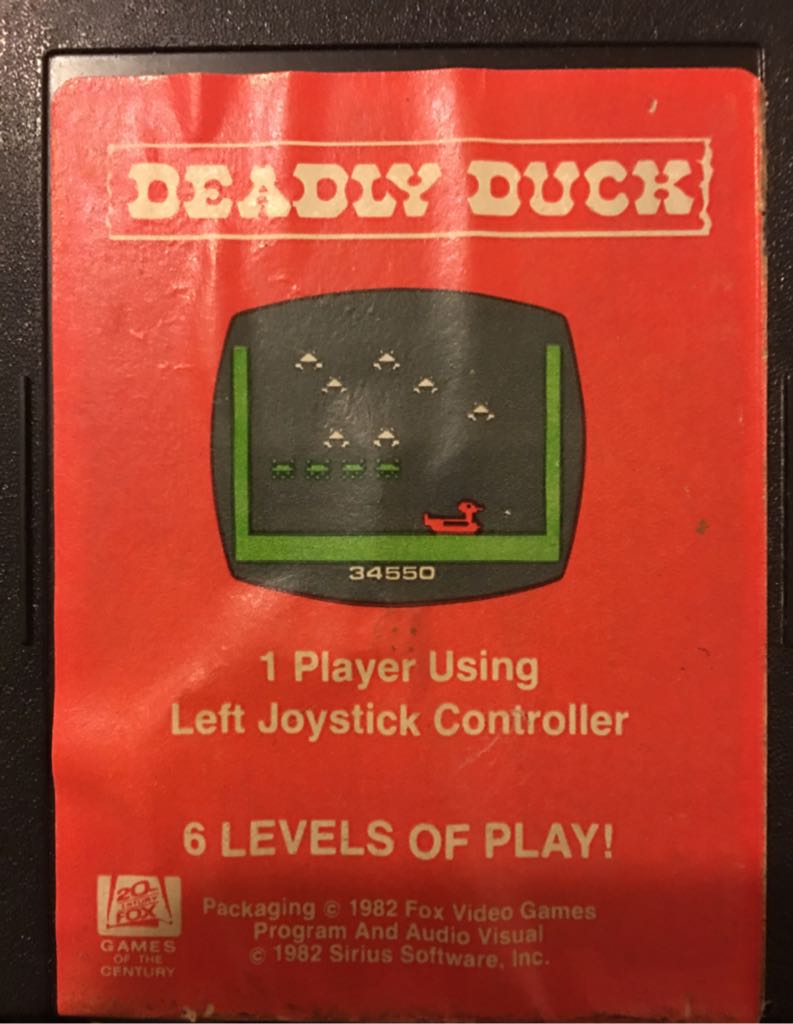 DEADLY DUCK
34550
1 Player Using
Left Joystick Controller
6 LEVELS OF PLAY!
20th
CENTURY
FOX
GAMES
OF THE
CENTURY
Packaging © 1982 Fox Video Games
Program And Audio Visual
© 1982 Sirius Software, Inc.